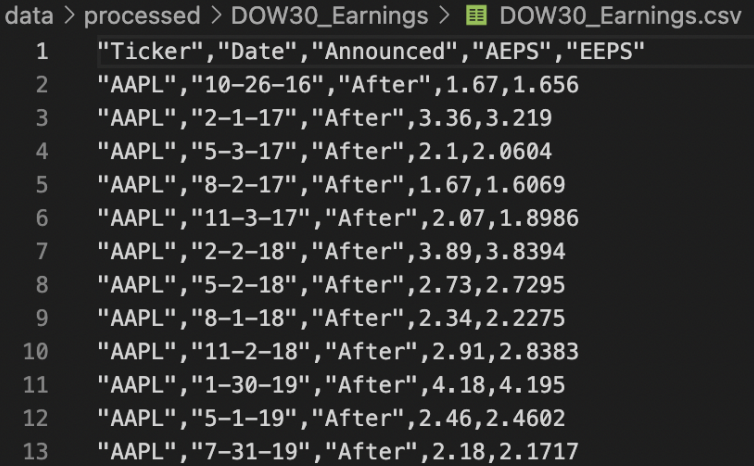 data > processed > DOW30_Earnings > DOW30_Earnings.csv
1 "Ticker","Date","Announced","AEPS","EEPS"
2 "AAPL","10-26-16","After",1.67,1.656
3 "AAPL","2-1-17","After",3.36,3.219
4 "AAPL","5-3-17","After",2.1,2.0604
5 "AAPL","8-2-17","After",1.67,1.6069
6 "AAPL","11-3-17","After",2.07,1.8986
7 "AAPL","2-2-18","After",3.89,3.8394
8 "AAPL","5-2-18","After",2.73,2.7295
9 "AAPL","8-1-18","After",2.34,2.2275
10 "AAPL","11-2-18","After",2.91,2.8383
11 "AAPL","1-30-19","After",4.18,4.195
12 "AAPL","5-1-19","After",2.46,2.4602
13 "AAPL","7-31-19","After",2.18,2.1717